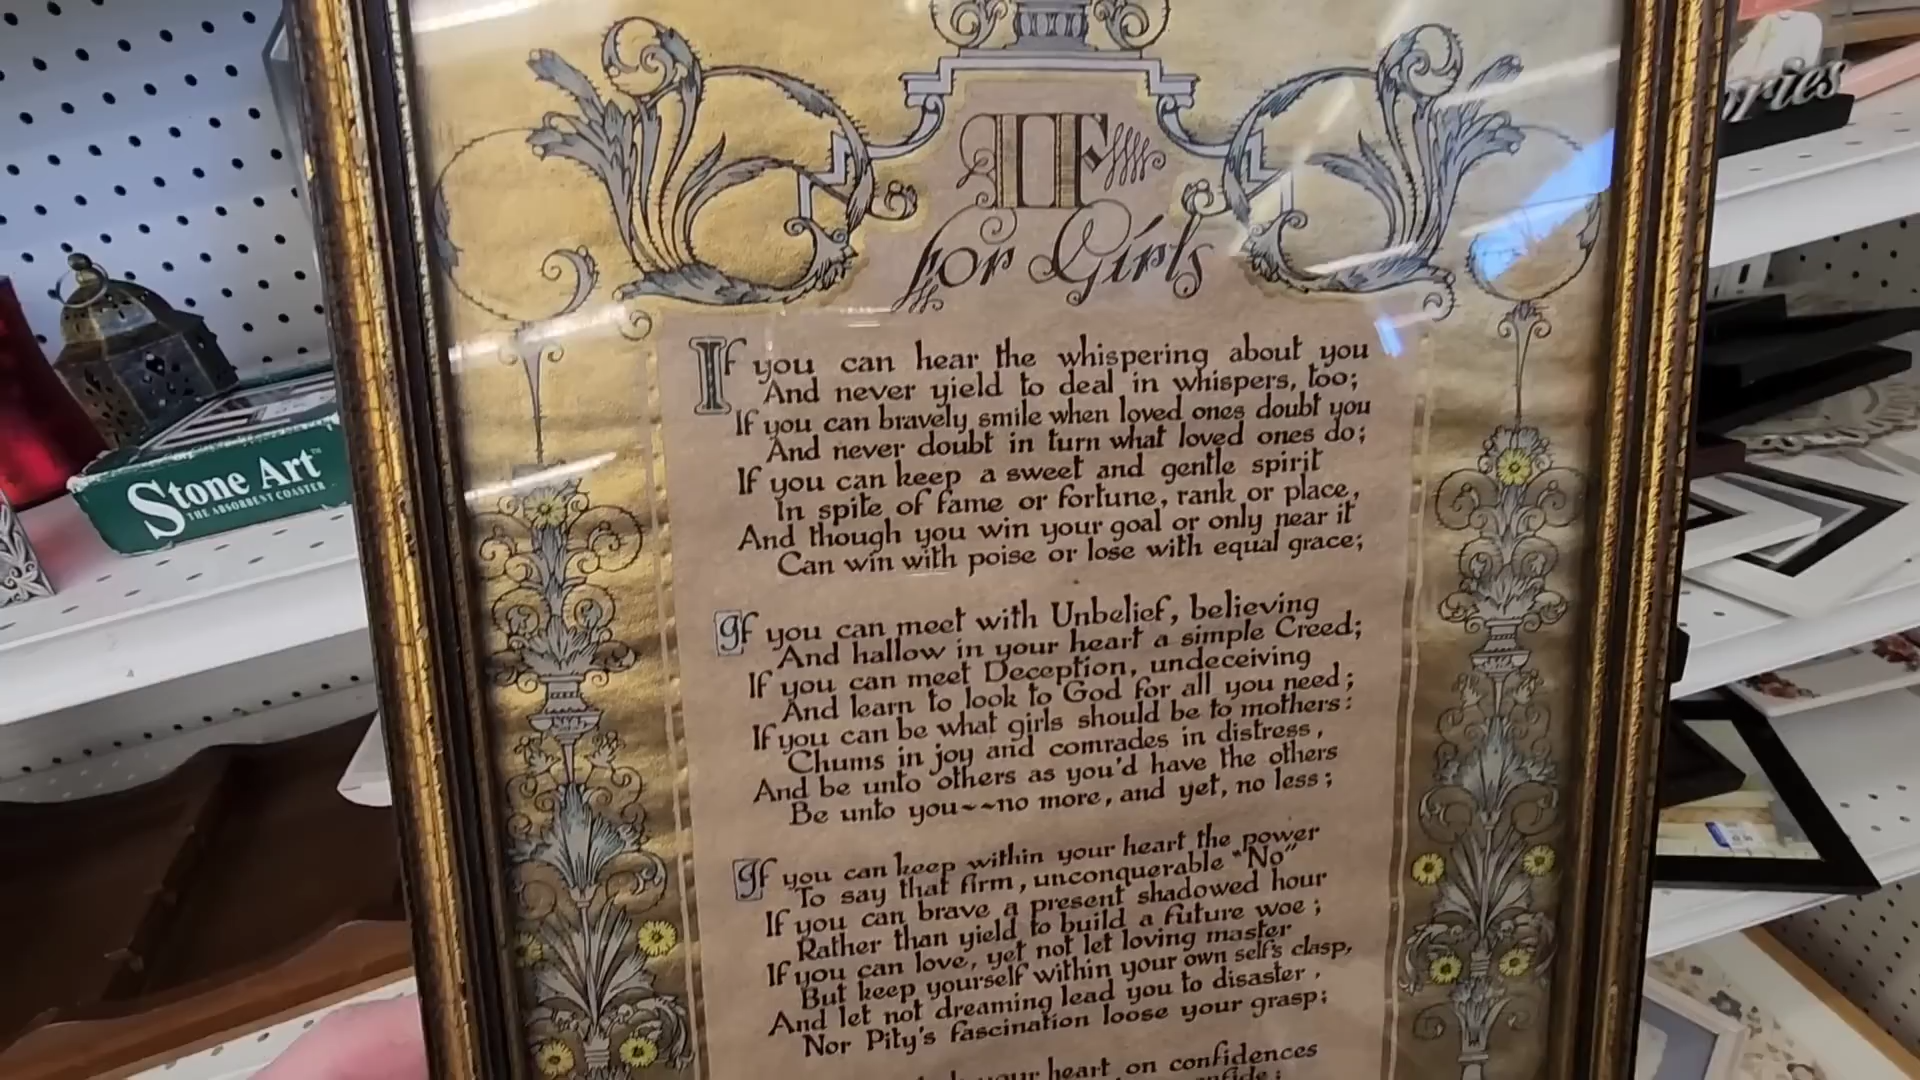 IF
for Girls
If you can hear the whispering about you
And never yield to deal in whispers, too;
If you can bravely smile when loved ones doubt you
And never doubt in turn what loved ones do;
If you can keep a sweet and gentle spirit
In spite of fame or fortune, rank or place,
And though you win your goal or only near it
Can win with poise or lose with equal grace;
If you can meet with Unbelief, believing
And hallow in your heart a simple Creed;
If you can meet Deception, undeceiving
And learn to look to God for all you need;
If you can be what girls should be to mothers:
Chums in joy and comrades in distress,
And be unto others as you'd have the others
Be unto you~~no more, and yet, no less;
If you can keep within your heart the power
To say that firm, unconquerable "No"
If you can brave a present shadowed hour
Rather than yield to build a future woe;
If you can love, yet not let loving master
But keep yourself within your own self's clasp,
And let not dreaming lead you to disaster,
Nor Pity's fascination loose your grasp;
your heart on confidences
Stone Art™
THE ABSORBENT COASTER